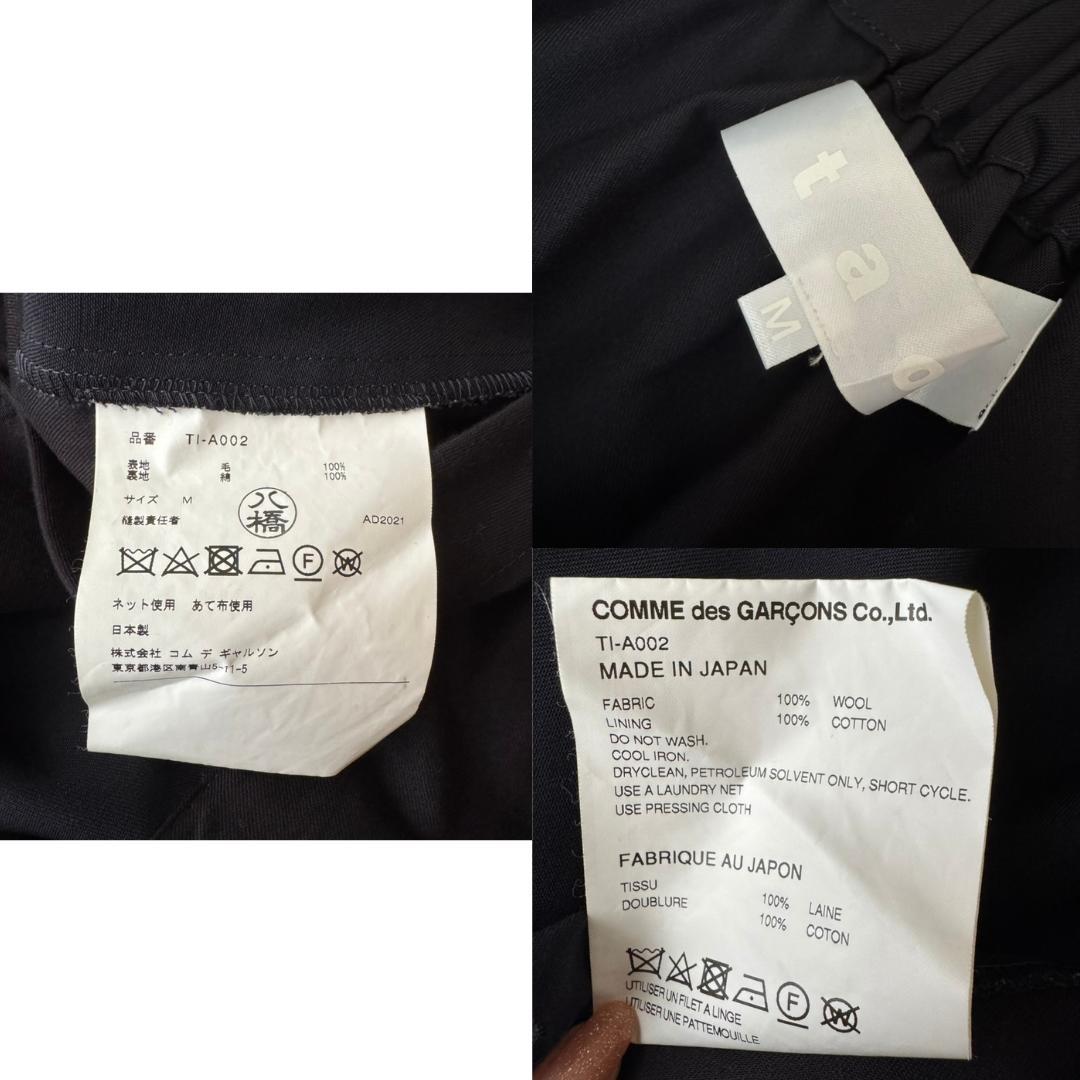 t a o
M
品番 TI-A002
表地 毛 100%
裏地 綿 100%
サイズ M
縫製責任者 八橋 AD2021
F W
ネット使用 あて布使用
日本製
株式会社 コム デ ギャルソン
東京都港区南青山5-11-5
COMME des GARÇONS Co.,Ltd.
TI-A002
MADE IN JAPAN
FABRIC 100% WOOL
LINING 100% COTTON
DO NOT WASH.
COOL IRON.
DRYCLEAN, PETROLEUM SOLVENT ONLY, SHORT CYCLE.
USE A LAUNDRY NET
USE PRESSING CLOTH
FABRIQUE AU JAPON
TISSU 100% LAINE
DOUBLURE 100% COTON
F W
UTILISER UN FILET A LINGE
UTILISER UNE PATTEMOUILLE